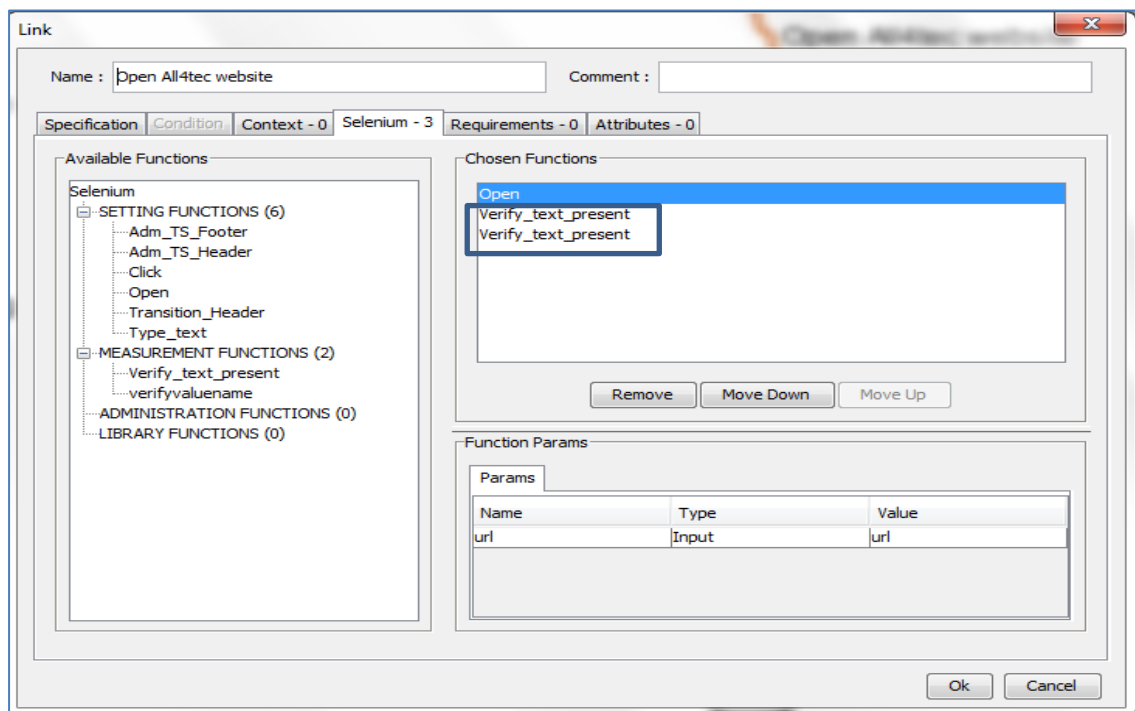 Link
Open All4tec website
Name : Open All4tec website Comment :
Specification Condition Context - 0 Selenium - 3 Requirements - 0 Attributes - 0
Available Functions
Selenium
SETTING FUNCTIONS (6)
Adm_TS_Footer
Adm_TS_Header
Click
Open
Transition_Header
Type_text
MEASUREMENT FUNCTIONS (2)
Verify_text_present
verifyvaluename
ADMINISTRATION FUNCTIONS (0)
LIBRARY FUNCTIONS (0)
Chosen Functions
Open
Verify_text_present
Verify_text_present
Remove Move Down Move Up
Function Params
Params
Name Type Value
url Input url
Ok Cancel